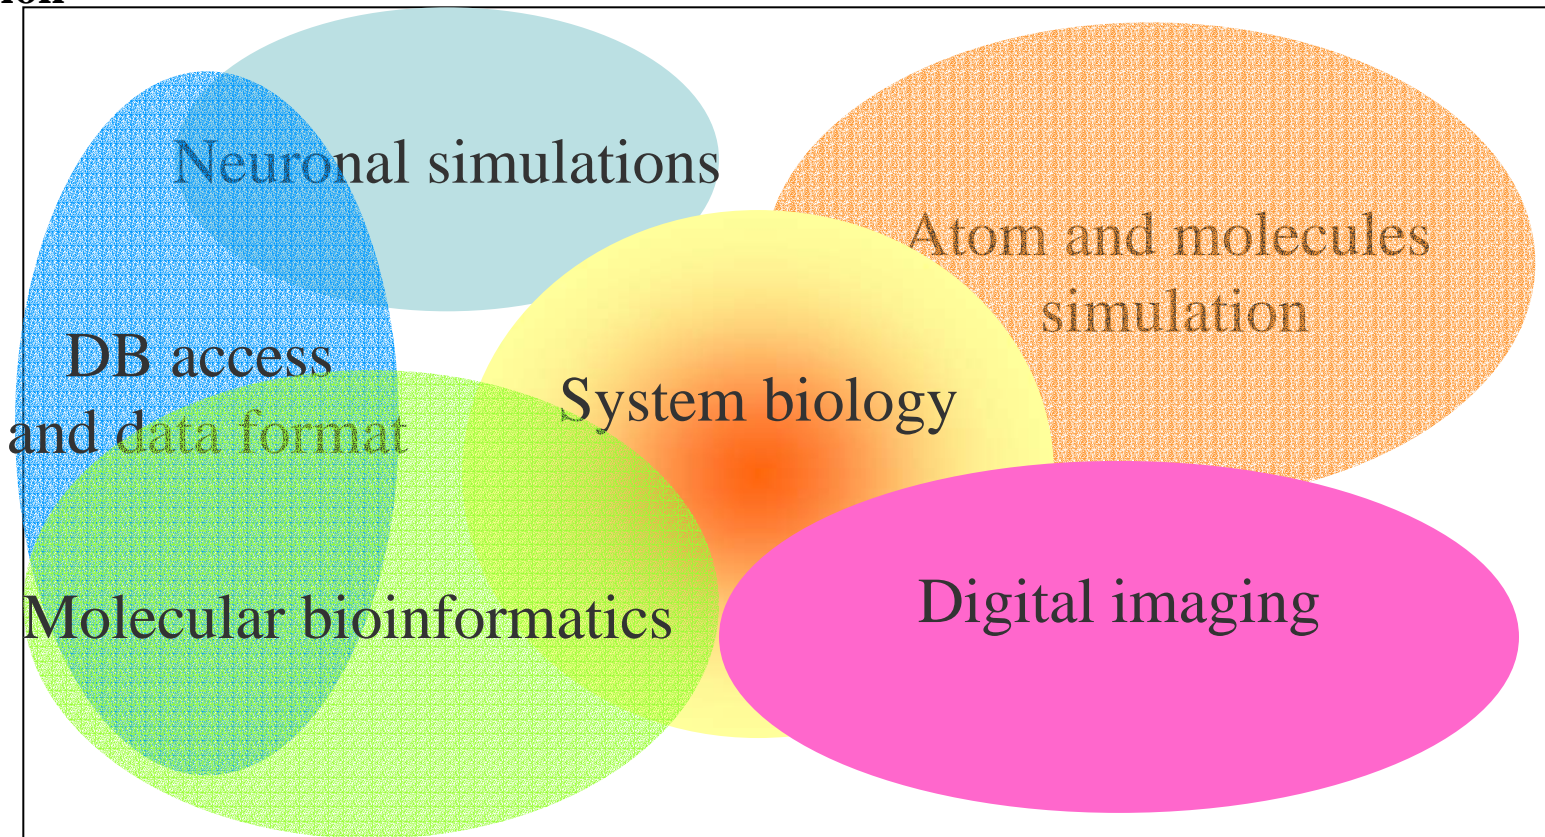 Neuronal simulations
Atom and molecules
simulation
DB access
and data format
System biology
Molecular bioinformatics
Digital imaging